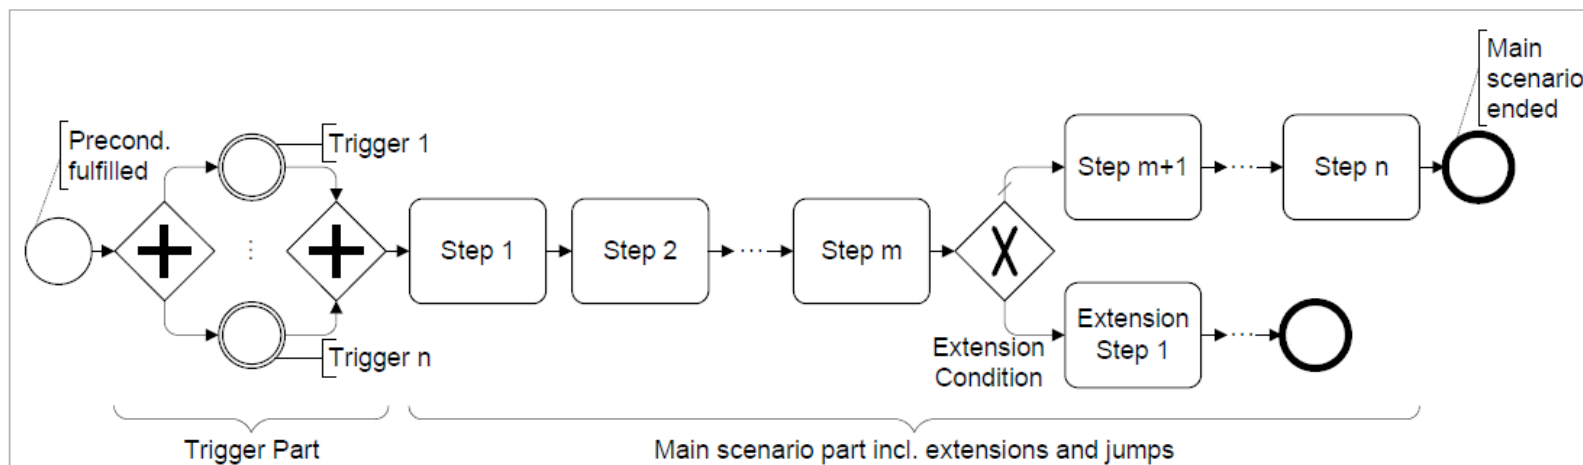 Precond.
fulfilled
Trigger 1
⋮
Trigger n
Step 1
Step 2
...
Step m
X
Extension
Condition
Step m+1
...
Step n
Main
scenario
ended
Extension
Step 1
...
Trigger Part
Main scenario part incl. extensions and jumps